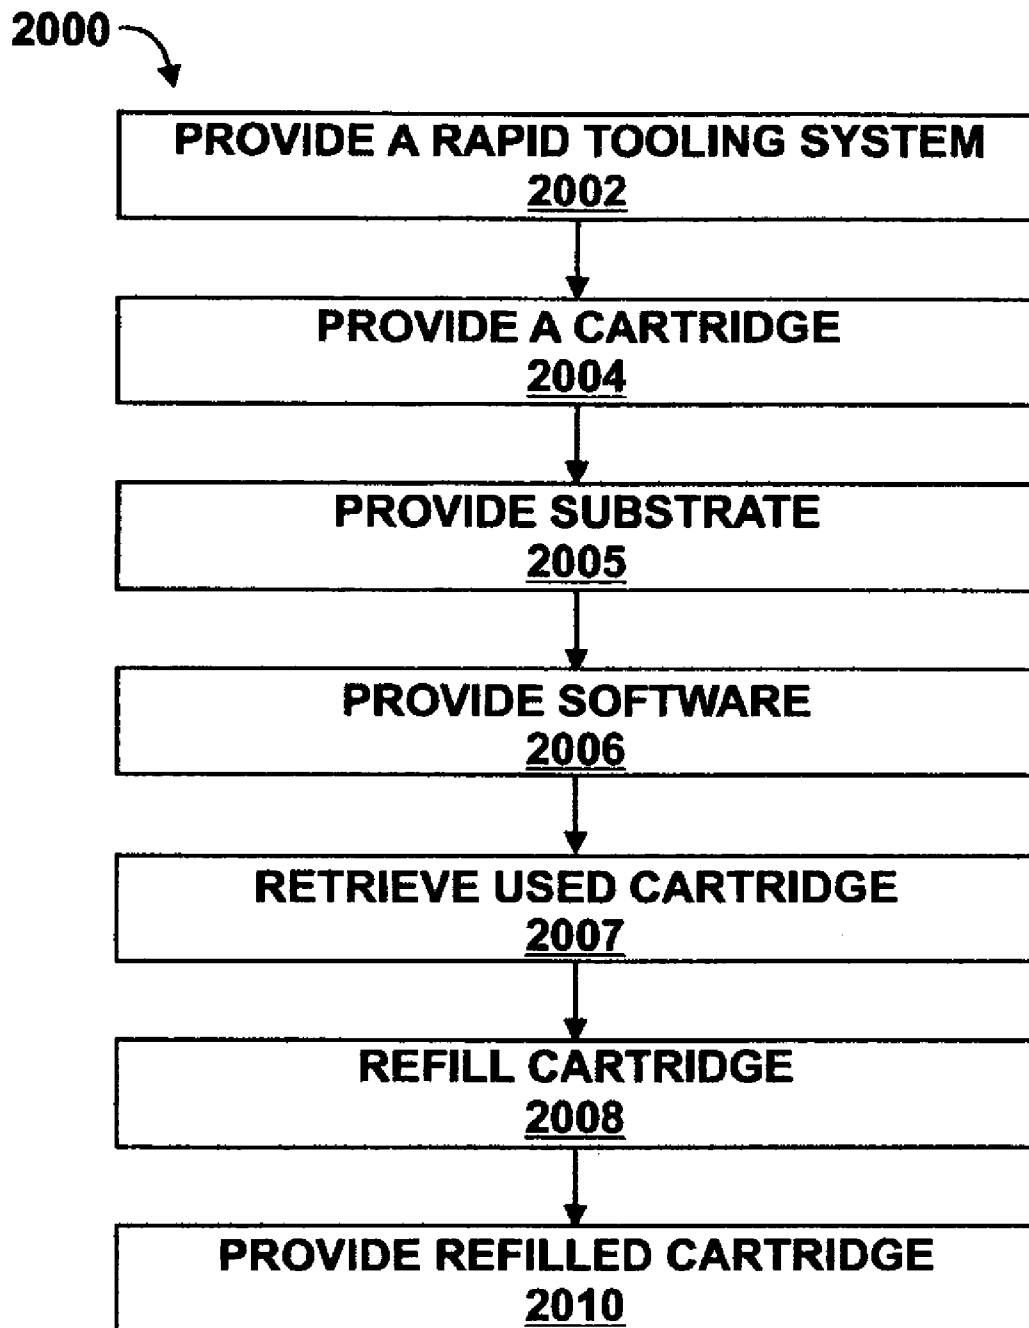 2000
PROVIDE A RAPID TOOLING SYSTEM
2002
PROVIDE A CARTRIDGE
2004
PROVIDE SUBSTRATE
2005
PROVIDE SOFTWARE
2006
RETRIEVE USED CARTRIDGE
2007
REFILL CARTRIDGE
2008
PROVIDE REFILLED CARTRIDGE
2010